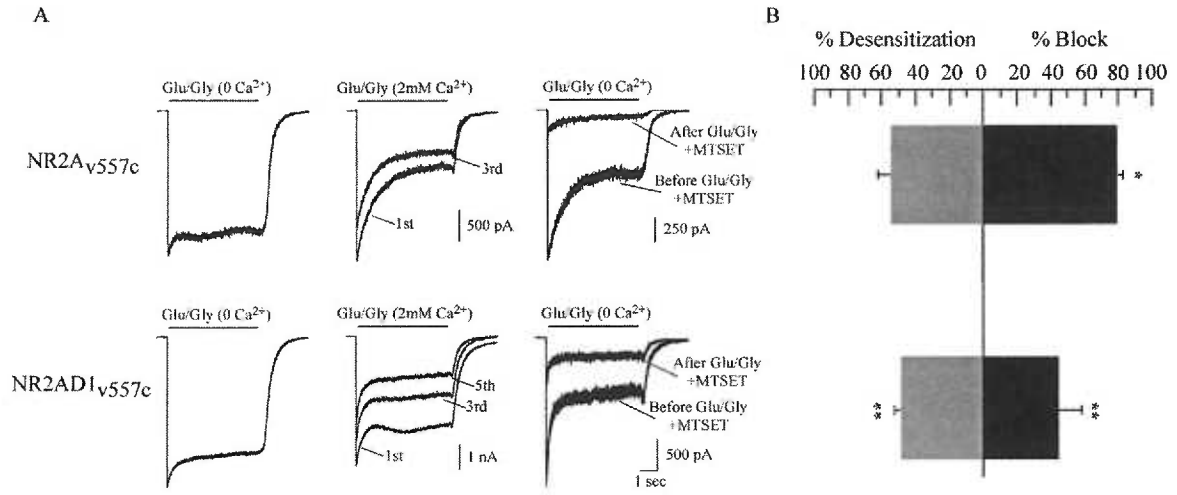 A
B
% Desensitization % Block
100 80 60 40 20 0 20 40 60 80 100
Glu/Gly (0 Ca²⁺)
Glu/Gly (2mM Ca²⁺)
Glu/Gly (0 Ca²⁺)
NR2Av557c
After Glu/Gly
+MTSET
3rd
Before Glu/Gly
+MTSET
1st
500 pA
250 pA
*
Glu/Gly (0 Ca²⁺)
Glu/Gly (2mM Ca²⁺)
Glu/Gly (0 Ca²⁺)
NR2AD1v557c
After Glu/Gly
+MTSET
5th
3rd
Before Glu/Gly
+MTSET
1st
1 nA
500 pA
1 sec
**
**